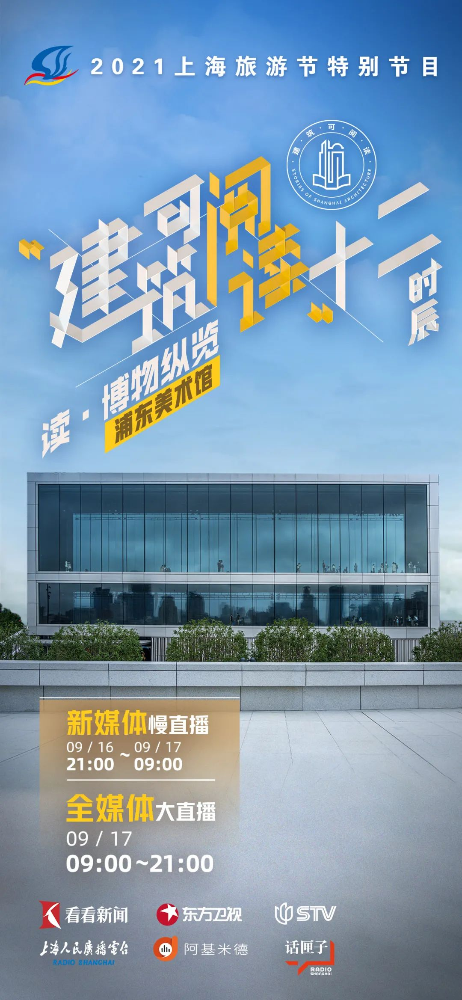 2021上海旅游节特别节目
建·筑·可·阅·读
STORIES OF SHANGHAI ARCHITECTURE
“建筑可阅读”十二时辰
读·博物纵览
浦东美术馆
新媒体慢直播
09 / 16 ~ 09 / 17
21:00 09:00
全媒体大直播
09 / 17
09:00~21:00
看看新闻 东方卫视 STV
上海人民廣播電台 阿基米德 话匣子
RADIO SHANGHAI RADIO SHANGHAI